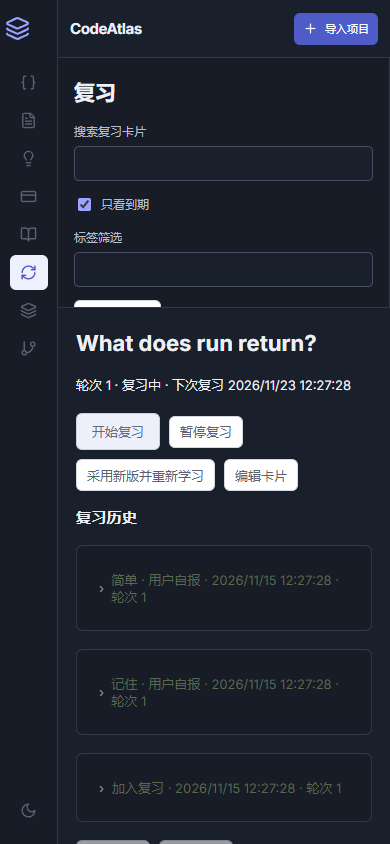 CodeAtlas
导入项目
复习
搜索复习卡片
只看到期
标签筛选
What does run return?
轮次 1 · 复习中 · 下次复习 2026/11/23 12:27:28
开始复习
暂停复习
采用新版并重新学习
编辑卡片
复习历史
简单 · 用户自报 · 2026/11/15 12:27:28 ·
轮次 1
记住 · 用户自报 · 2026/11/15 12:27:28 ·
轮次 1
加入复习 · 2026/11/15 12:27:28 · 轮次 1